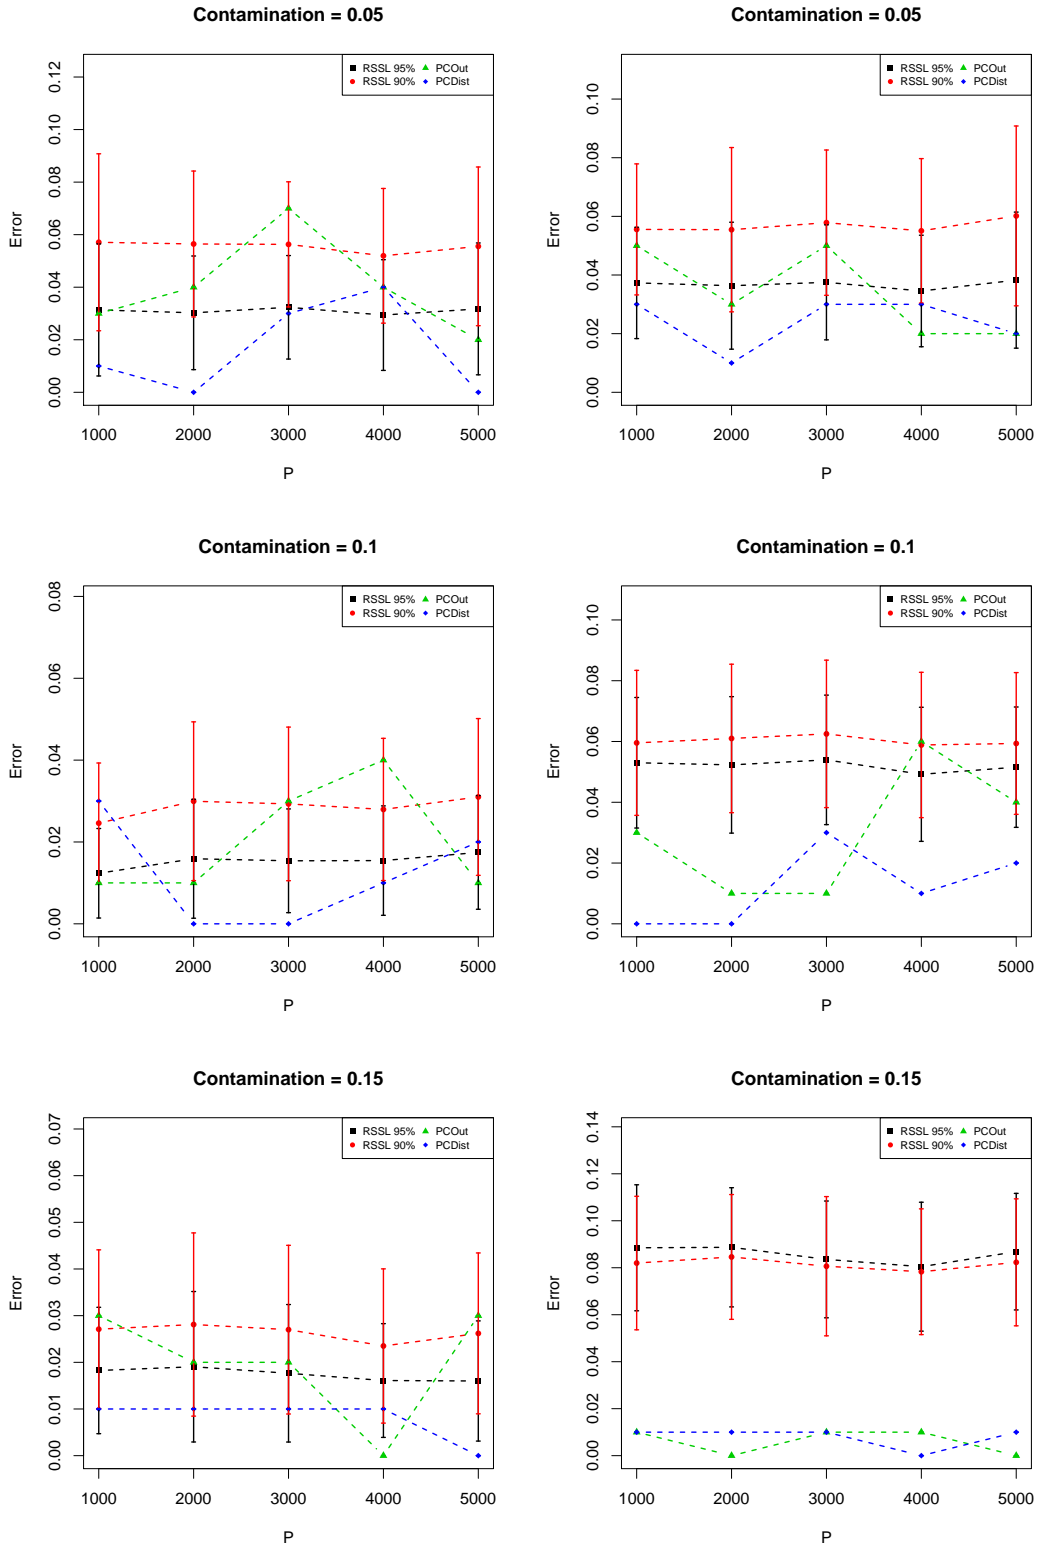 Contamination = 0.05
RSSL 95% PCOut
RSSL 90% PCDist
Error
0.00 0.02 0.04 0.06 0.08 0.10 0.12
1000 2000 3000 4000 5000
P
Contamination = 0.05
RSSL 95% PCOut
RSSL 90% PCDist
Error
0.00 0.02 0.04 0.06 0.08 0.10
1000 2000 3000 4000 5000
P
Contamination = 0.1
RSSL 95% PCOut
RSSL 90% PCDist
Error
0.00 0.02 0.04 0.06 0.08
1000 2000 3000 4000 5000
P
Contamination = 0.1
RSSL 95% PCOut
RSSL 90% PCDist
Error
0.00 0.02 0.04 0.06 0.08 0.10
1000 2000 3000 4000 5000
P
Contamination = 0.15
RSSL 95% PCOut
RSSL 90% PCDist
Error
0.00 0.01 0.02 0.03 0.04 0.05 0.06 0.07
1000 2000 3000 4000 5000
P
Contamination = 0.15
RSSL 95% PCOut
RSSL 90% PCDist
Error
0.00 0.02 0.04 0.06 0.08 0.10 0.12 0.14
1000 2000 3000 4000 5000
P